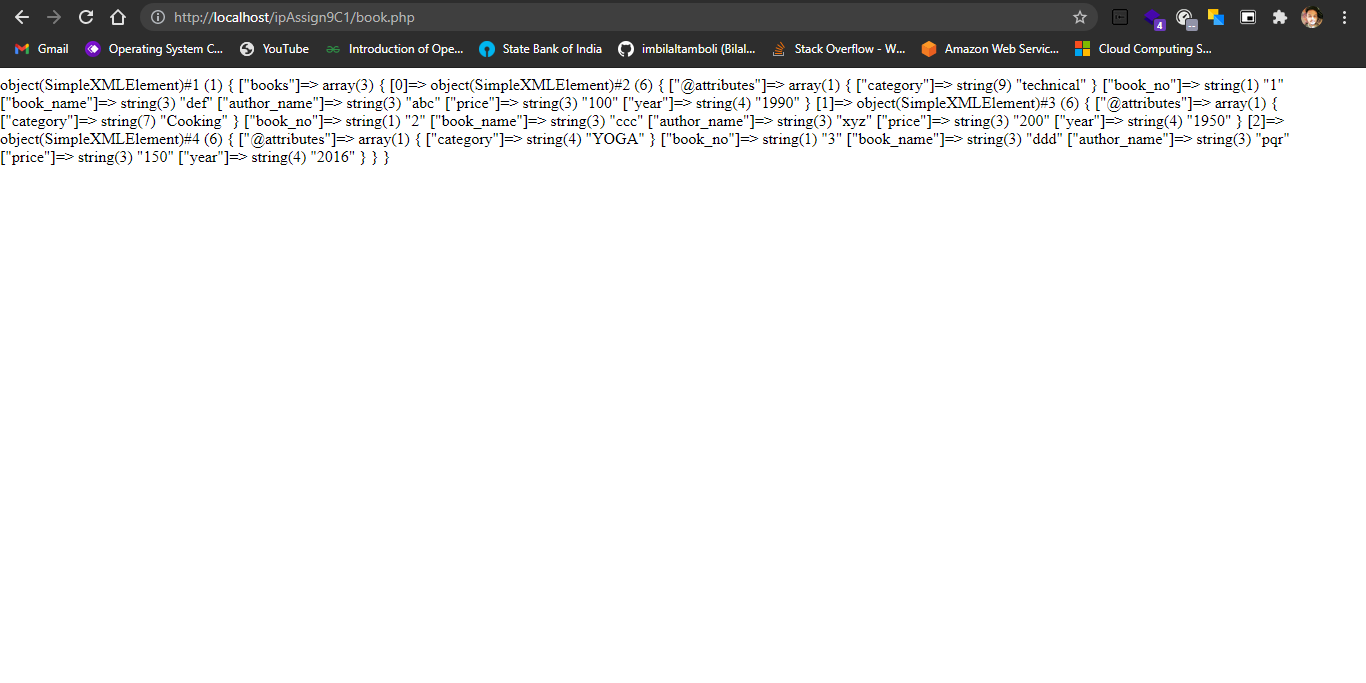 http://localhost/ipAssign9C1/book.php
4
Gmail Operating System C... YouTube Introduction of Ope... State Bank of India imbilaltamboli (Bilal... Stack Overflow - W... Amazon Web Servic... Cloud Computing S...
object(SimpleXMLElement)#1 (1) { ["books"]=> array(3) { [0]=> object(SimpleXMLElement)#2 (6) { ["@attributes"]=> array(1) { ["category"]=> string(9) "technical" } ["book_no"]=> string(1) "1"
["book_name"]=> string(3) "def" ["author_name"]=> string(3) "abc" ["price"]=> string(3) "100" ["year"]=> string(4) "1990" } [1]=> object(SimpleXMLElement)#3 (6) { ["@attributes"]=> array(1) {
["category"]=> string(7) "Cooking" } ["book_no"]=> string(1) "2" ["book_name"]=> string(3) "ccc" ["author_name"]=> string(3) "xyz" ["price"]=> string(3) "200" ["year"]=> string(4) "1950" } [2]=>
object(SimpleXMLElement)#4 (6) { ["@attributes"]=> array(1) { ["category"]=> string(4) "YOGA" } ["book_no"]=> string(1) "3" ["book_name"]=> string(3) "ddd" ["author_name"]=> string(3) "pqr"
["price"]=> string(3) "150" ["year"]=> string(4) "2016" } } }